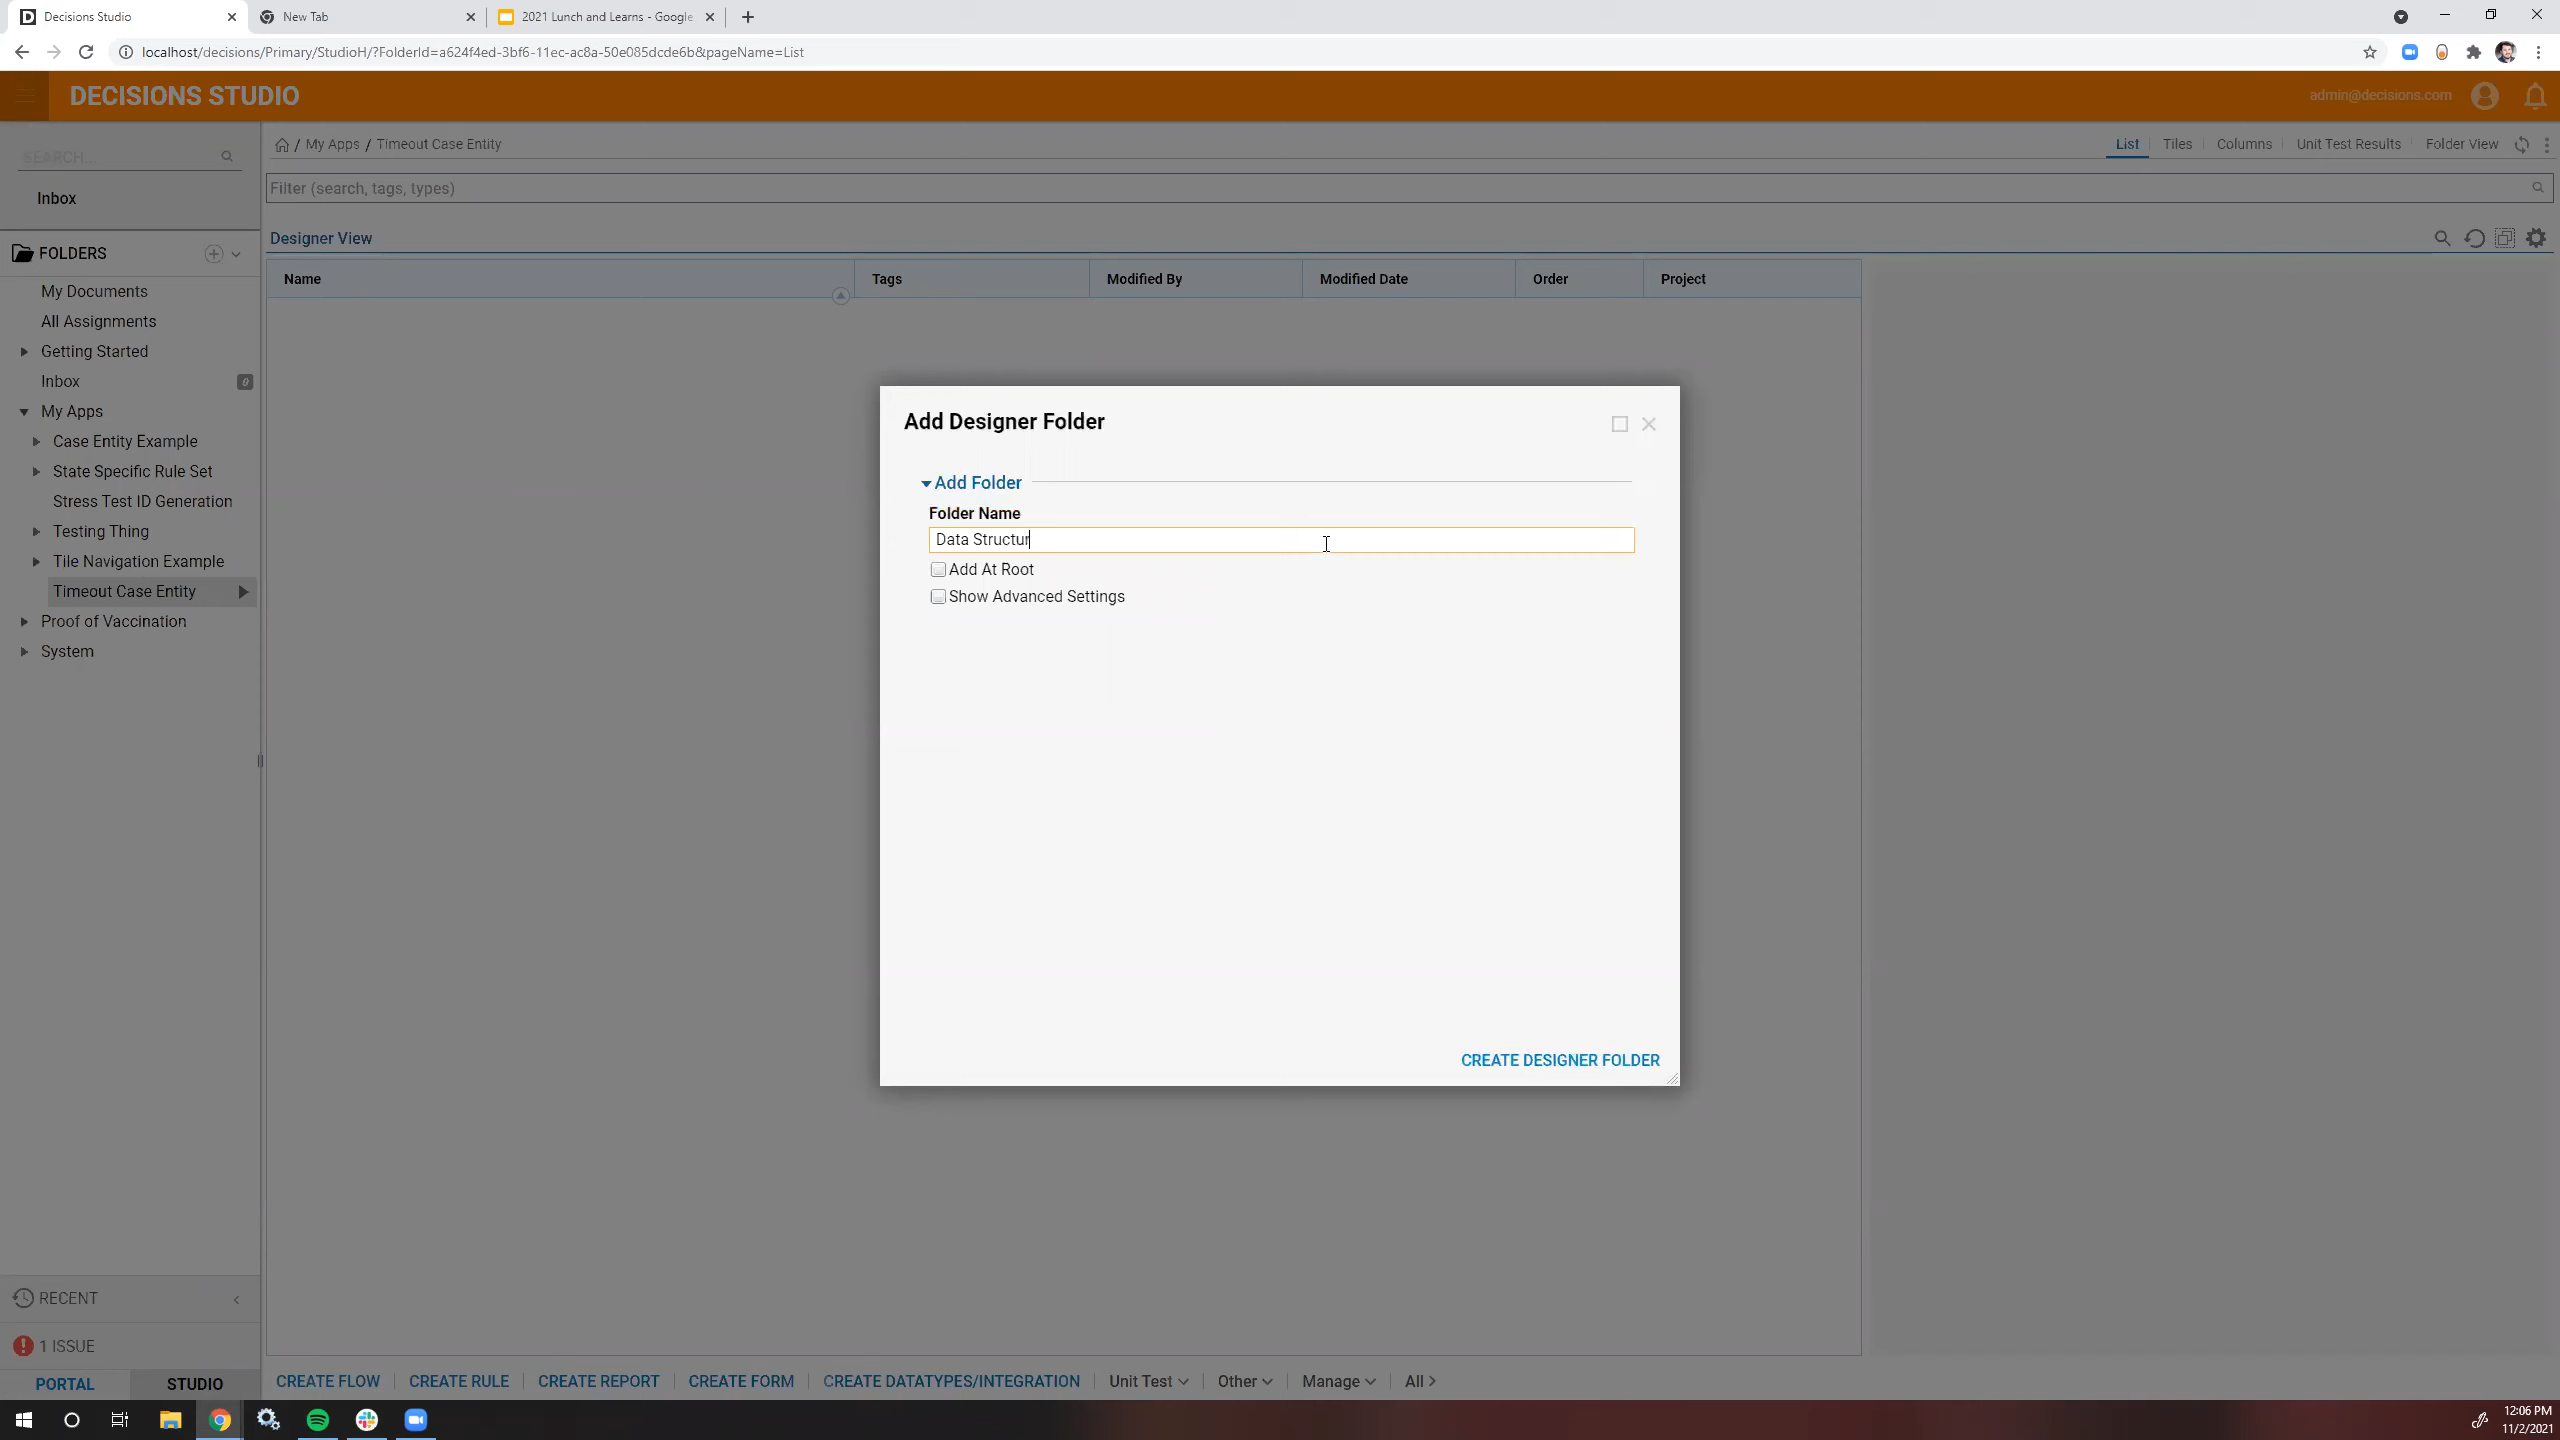 Decisions Studio
New Tab
2021 Lunch and Learns - Google
localhost/decisions/Primary/StudioH/?FolderId=a624f4ed-3bf6-11ec-ac8a-50e085dcde6b&pageName=List
DECISIONS STUDIO
admin@decisions.com
SEARCH...
Inbox
/ My Apps / Timeout Case Entity
List
Tiles
Columns
Unit Test Results
Folder View
Filter (search, tags, types)
Designer View
FOLDERS
My Documents
All Assignments
Getting Started
Inbox
0
My Apps
Case Entity Example
State Specific Rule Set
Stress Test ID Generation
Testing Thing
Tile Navigation Example
Timeout Case Entity
Proof of Vaccination
System
Name
Tags
Modified By
Modified Date
Order
Project
Add Designer Folder
Add Folder
Folder Name
Data Structur
Add At Root
Show Advanced Settings
CREATE DESIGNER FOLDER
RECENT
1 ISSUE
PORTAL
STUDIO
CREATE FLOW
CREATE RULE
CREATE REPORT
CREATE FORM
CREATE DATATYPES/INTEGRATION
Unit Test
Other
Manage
All
12:06 PM
11/2/2021